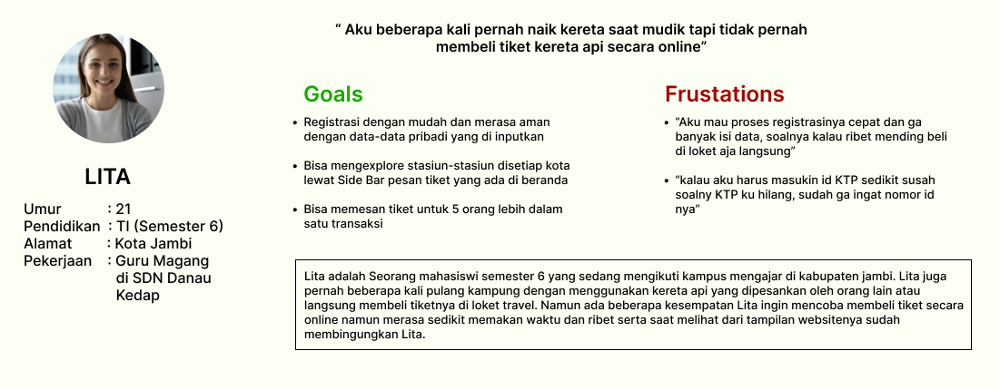 “ Aku beberapa kali pernah naik kereta saat mudik tapi tidak pernah
membeli tiket kereta api secara online”
LITA
Umur : 21
Pendidikan : TI (Semester 6)
Alamat : Kota Jambi
Pekerjaan : Guru Magang
di SDN Danau
Kedap
Goals
• Registrasi dengan mudah dan merasa aman
dengan data-data pribadi yang di inputkan
• Bisa mengexplore stasiun-stasiun disetiap kota
lewat Side Bar pesan tiket yang ada di beranda
• Bisa memesan tiket untuk 5 orang lebih dalam
satu transaksi
Frustations
• “Aku mau proses registrasinya cepat dan ga
banyak isi data, soalnya kalau ribet mending beli
di loket aja langsung”
• “kalau aku harus masukin id KTP sedikit susah
soalny KTP ku hilang, sudah ga ingat nomor id
nya”
Lita adalah Seorang mahasiswi semester 6 yang sedang mengikuti kampus mengajar di kabupaten jambi. Lita juga
pernah beberapa kali pulang kampung dengan menggunakan kereta api yang dipesankan oleh orang lain atau
langsung membeli tiketnya di loket travel. Namun ada beberapa kesempatan Lita ingin mencoba membeli tiket secara
online namun merasa sedikit memakan waktu dan ribet serta saat melihat dari tampilan websitenya sudah
membingungkan Lita.